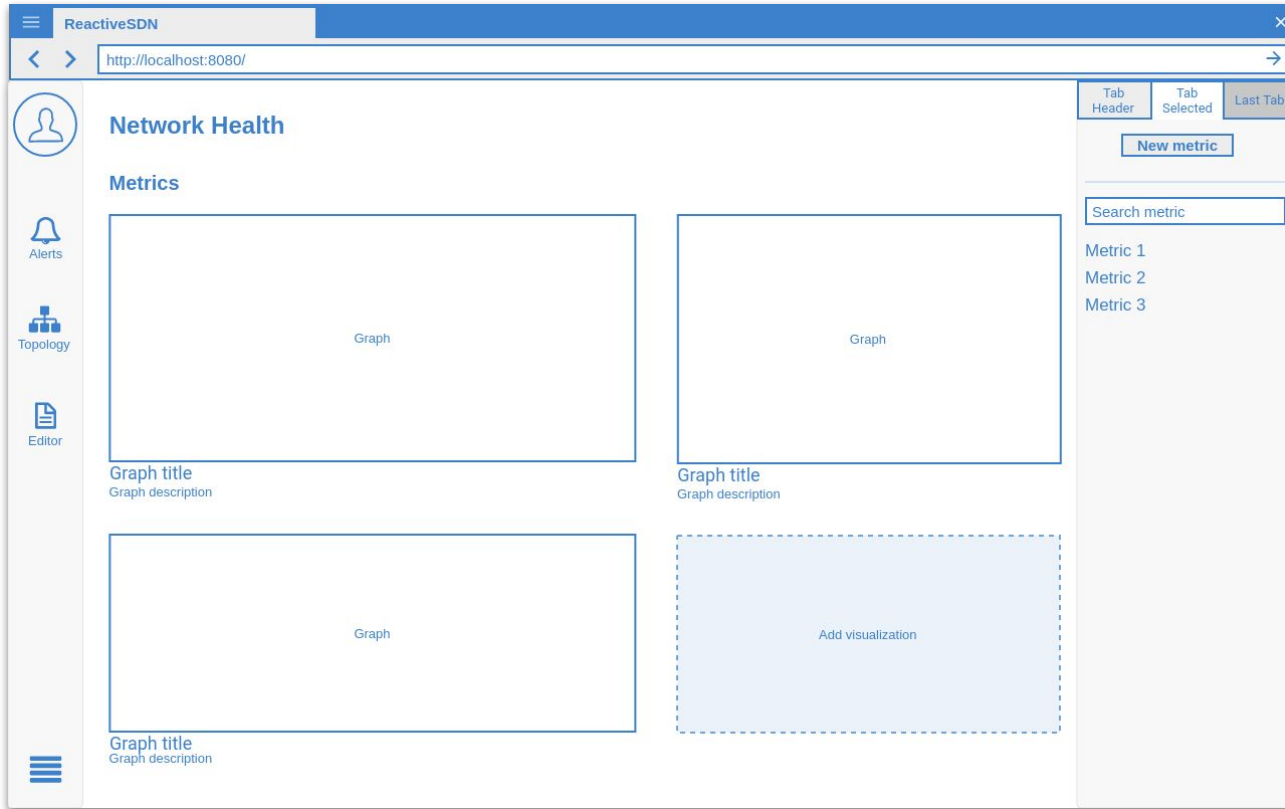 ReactiveSDN
http://localhost:8080/
Alerts
Topology
Editor
Network Health
Metrics
Graph
Graph title
Graph description
Graph
Graph title
Graph description
Graph
Graph title
Graph description
Add visualization
Tab
Header
Tab
Selected
Last Tab
New metric
Search metric
Metric 1
Metric 2
Metric 3